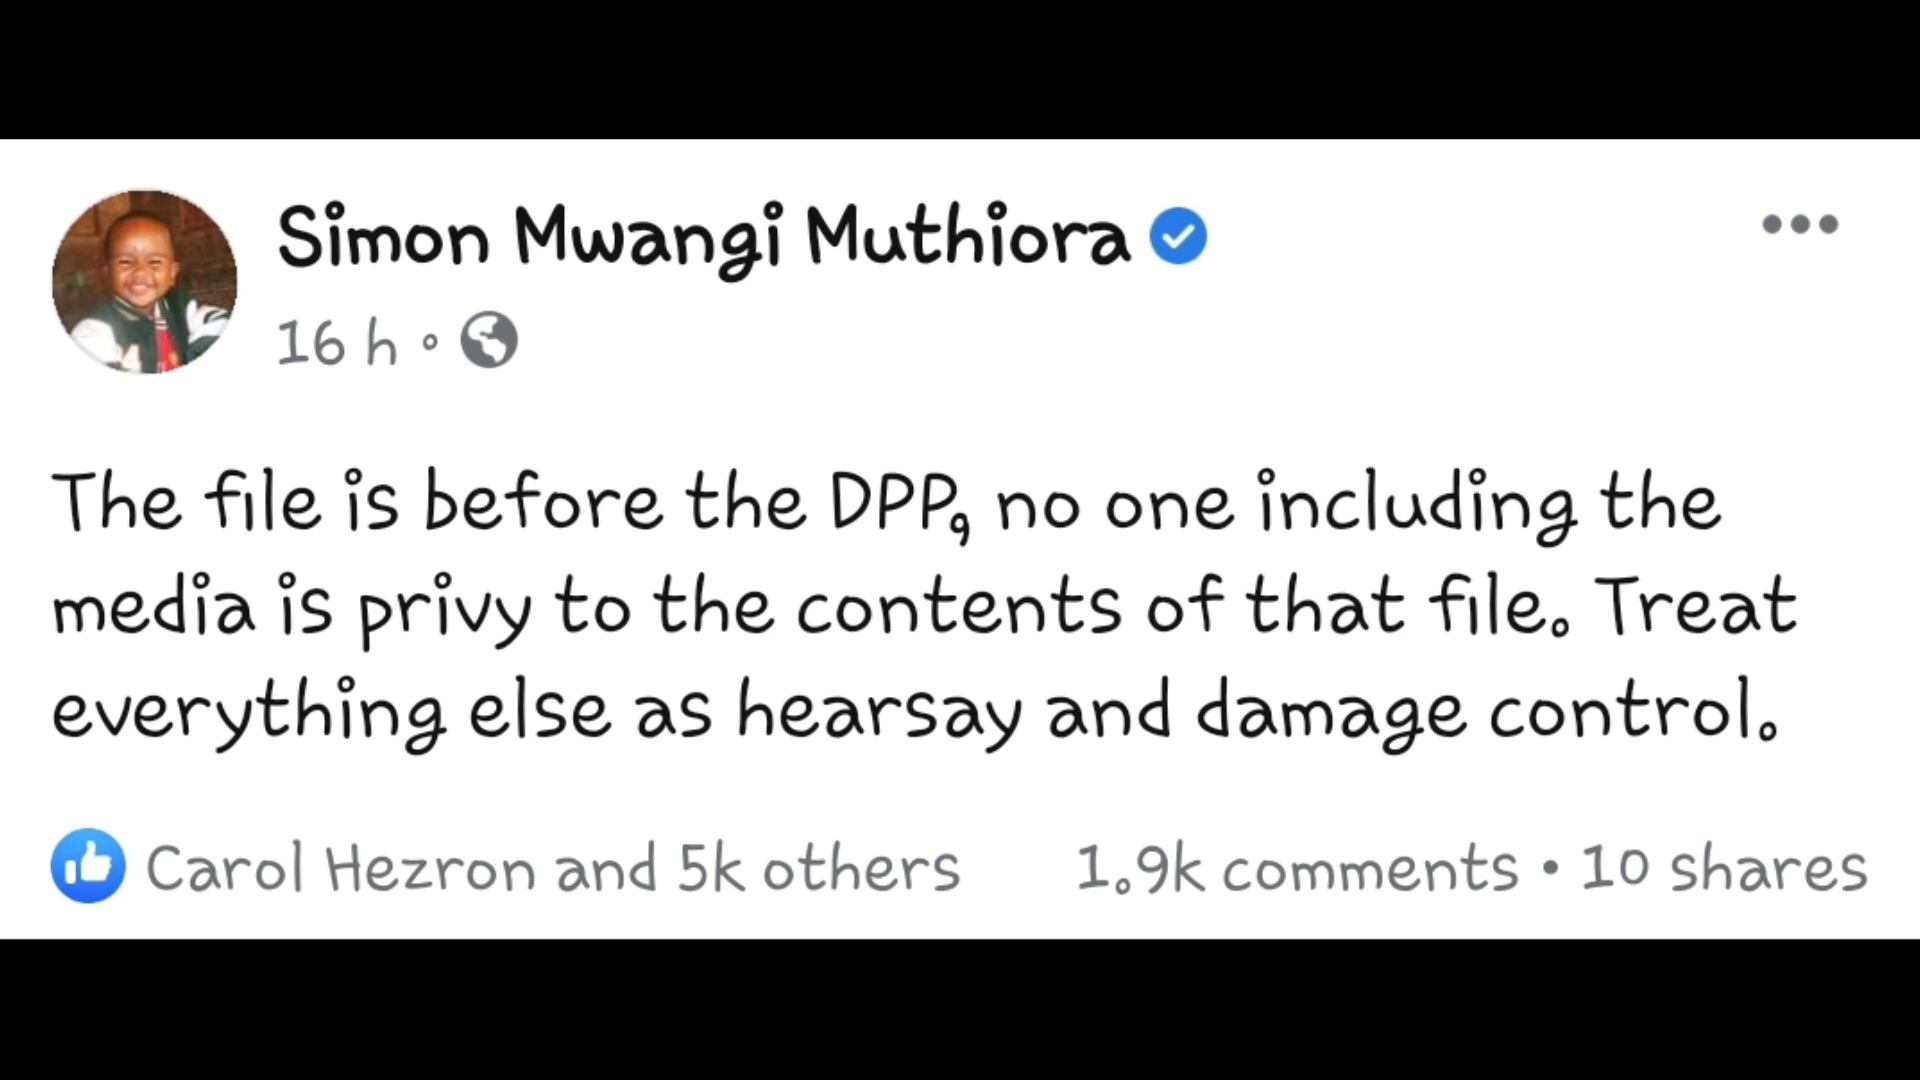 Simon Mwangi Muthiora
16 h
The file is before the DPP, no one including the
media is privy to the contents of that file. Treat
everything else as hearsay and damage control.
Carol Hezron and 5k others 1.9k comments • 10 shares